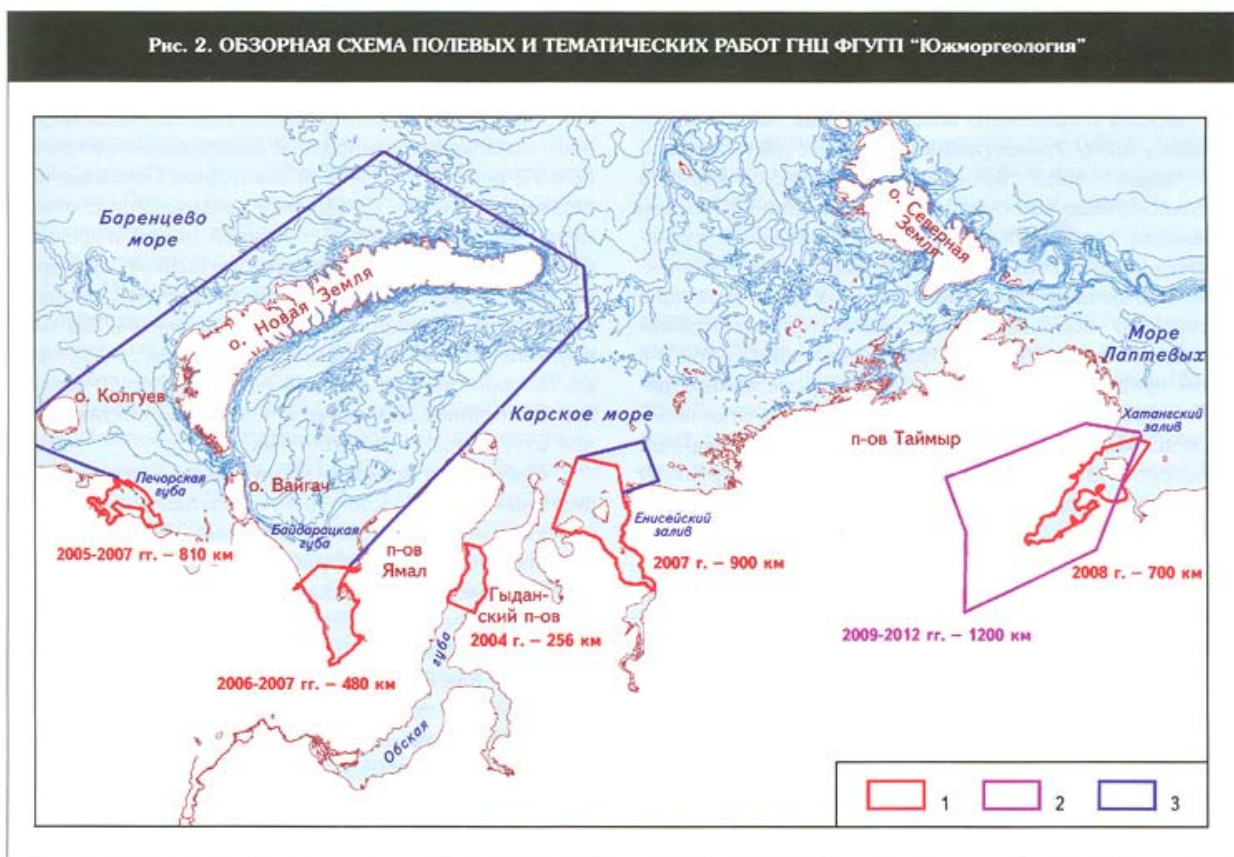 Рис. 2. ОБЗОРНАЯ СХЕМА ПОЛЕВЫХ И ТЕМАТИЧЕСКИХ РАБОТ ГНЦ ФГУГП "Южморгеология"
Баренцево
море
о. Новая Земля
о. Северная
Земля
Море
Лаптевых
о. Колгуев
Карское море
Хатангский
залив
п-ов Таймыр
Печорская
губа
о. Вайгач
Байдарацкая
губа
Енисейский
залив
2005-2007 гг. – 810 км
п-ов
Ямал
2007 г. – 900 км
2008 г. – 700 км
Гыдан-
ский п-ов
2004 г. – 256 км
2009-2012 гг. – 1200 км
2006-2007 гг. – 480 км
Обская
губа
1
2
3